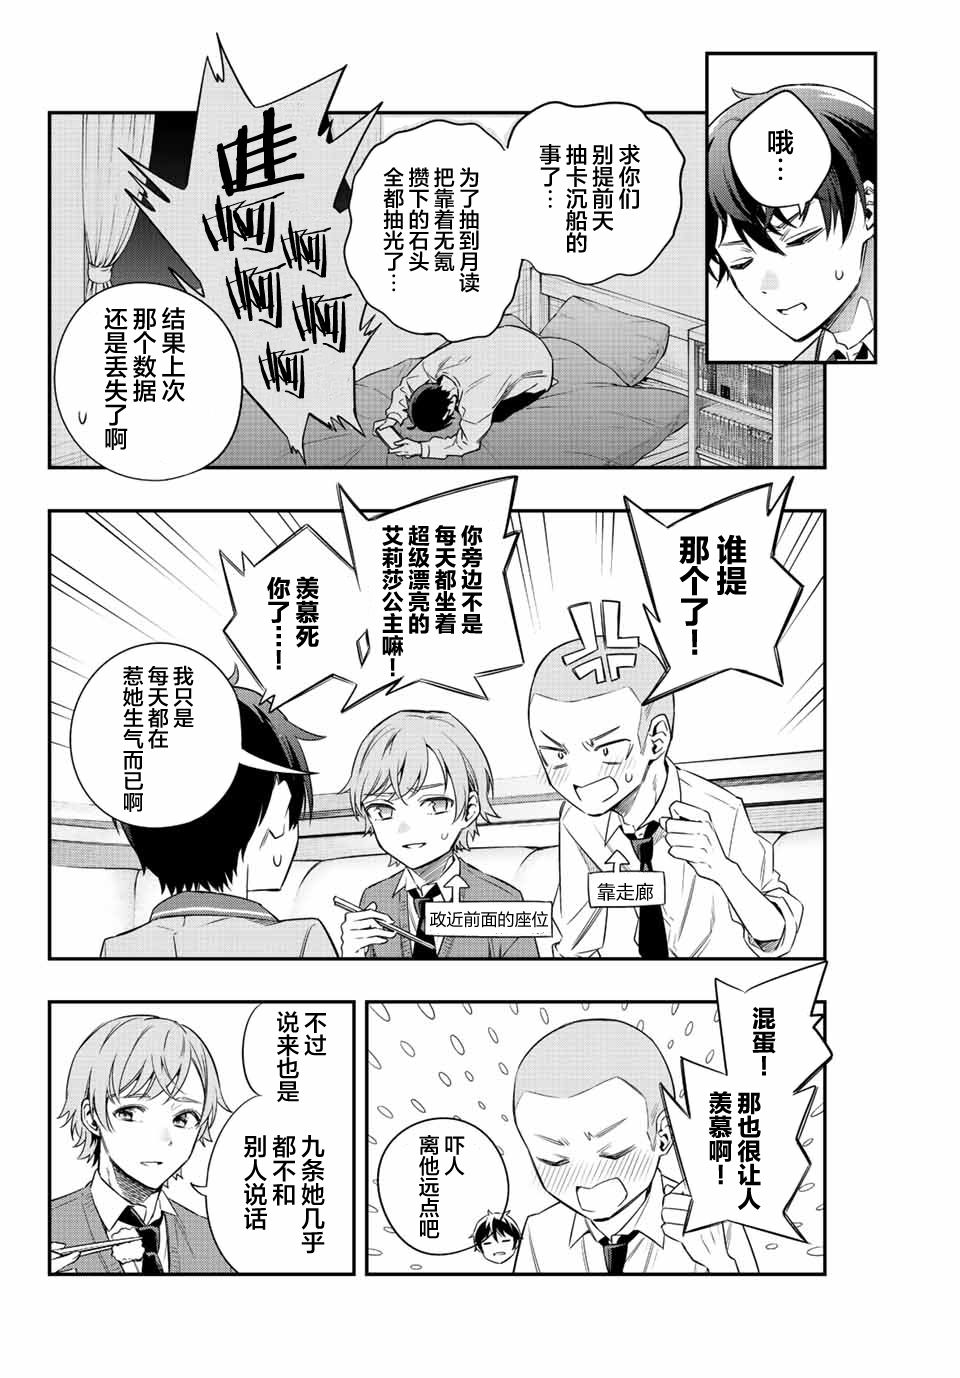 哦…
求你们
别提前天
抽卡沉船的
事了…
为了抽到月读
把靠着无氪
攒下的石头
全都抽光了…
哇
啊
啊
啊
啊
啊
结果上次
那个数据
还是丢失了啊
谁提
那个了！
你旁边不是
每天都坐着
超级漂亮的
艾莉莎公主嘛！
羡慕死
你了…！
我只是
每天都在
惹她生气而已啊
靠走廊
政近前面的座位
混蛋！
那也很让人
羡慕啊！
吓人
离他远点吧
不过
说来也是
九条她几乎
都不和
别人说话